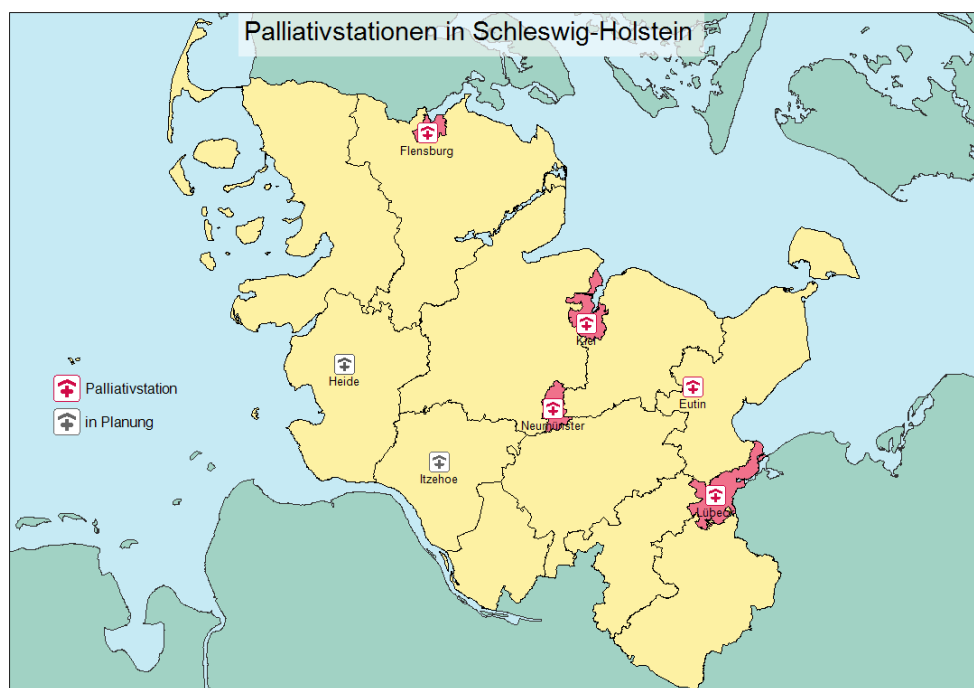 Palliativstationen in Schleswig-Holstein
Flensburg
Kiel
Heide
Palliativstation
Eutin
in Planung
Neumünster
Itzehoe
Lübeck